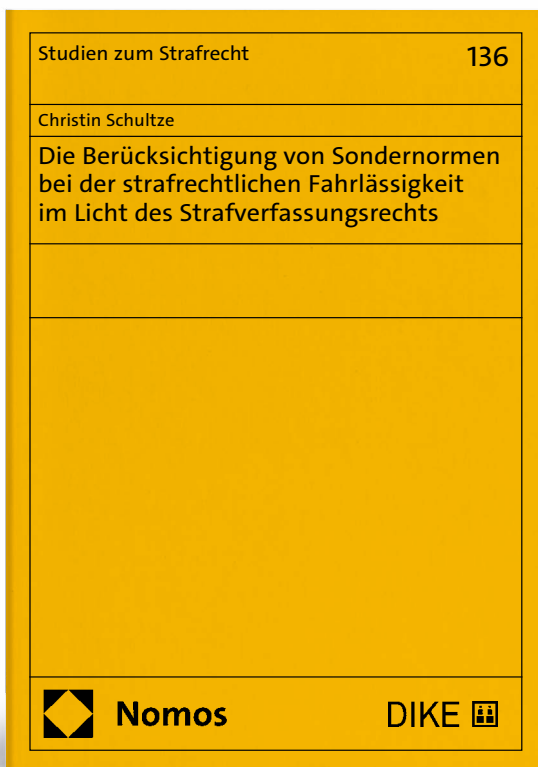 Studien zum Strafrecht 136
Christin Schultze
Die Berücksichtigung von Sondernormen
bei der strafrechtlichen Fahrlässigkeit
im Licht des Strafverfassungsrechts
Nomos DIKE